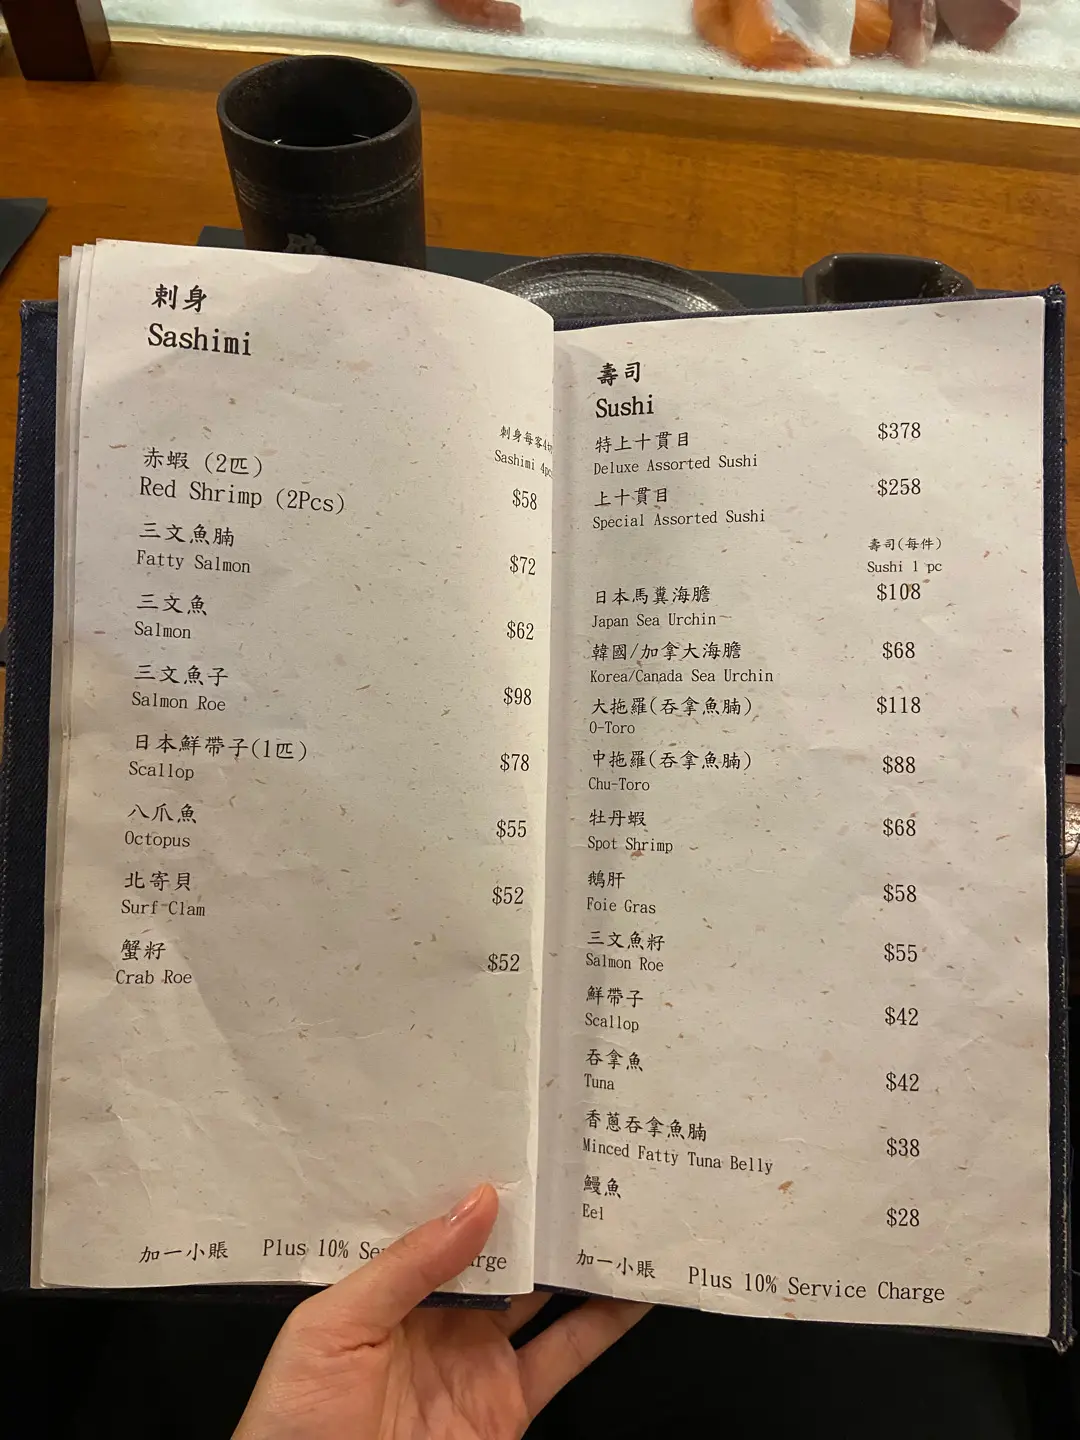 刺身
Sashimi
刺身每客4切
Sashimi 4pcs
赤蝦 (2匹)
Red Shrimp (2Pcs)
$58
三文魚腩
Fatty Salmon
$72
三文魚
Salmon
$62
三文魚子
Salmon Roe
$98
日本鮮帶子(1匹)
Scallop
$78
八爪魚
Octopus
$55
北寄貝
Surf Clam
$52
蟹籽
Crab Roe
$52
加一小賬 Plus 10%
壽司
Sushi
特上十貫目
Deluxe Assorted Sushi
$378
上十貫目
Special Assorted Sushi
$258
壽司(每件)
Sushi 1 pc
日本馬糞海膽
Japan Sea Urchin
$108
韓國/加拿大海膽
Korea/Canada Sea Urchin
$68
大拖羅(吞拿魚腩)
O-Toro
$118
中拖羅(吞拿魚腩)
Chu-Toro
$88
牡丹蝦
Spot Shrimp
$68
鵝肝
Foie Gras
$58
三文魚籽
Salmon Roe
$55
鮮帶子
Scallop
$42
吞拿魚
Tuna
$42
香蔥吞拿魚腩
Minced Fatty Tuna Belly
$38
鰻魚
Eel
$28
加一小賬 Plus 10% Service Charge